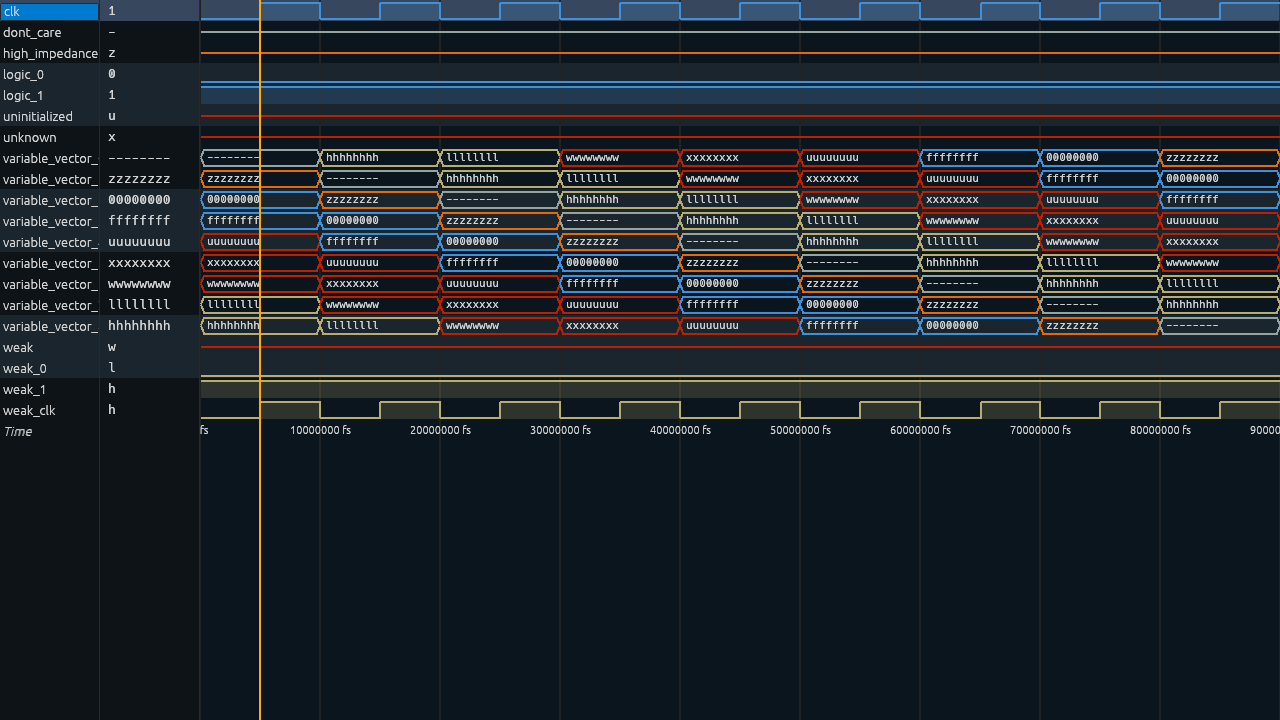 clk 1
dont_care –
high_impedance z
logic_0 0
logic_1 1
uninitialized u
unknown x
variable_vector_ -------- -------- hhhhhhhh llllllll wwwwwwww xxxxxxxx uuuuuuuu ffffffff 00000000 zzzzzzzz
variable_vector_ zzzzzzzz zzzzzzzz -------- hhhhhhhh llllllll wwwwwwww xxxxxxxx uuuuuuuu ffffffff 00000000
variable_vector_ 00000000 00000000 zzzzzzzz -------- hhhhhhhh llllllll wwwwwwww xxxxxxxx uuuuuuuu ffffffff
variable_vector_ ffffffff ffffffff 00000000 zzzzzzzz -------- hhhhhhhh llllllll wwwwwwww xxxxxxxx uuuuuuuu
variable_vector_ uuuuuuuu uuuuuuuu ffffffff 00000000 zzzzzzzz -------- hhhhhhhh llllllll wwwwwwww xxxxxxxx
variable_vector_ xxxxxxxx xxxxxxxx uuuuuuuu ffffffff 00000000 zzzzzzzz -------- hhhhhhhh llllllll wwwwwwww
variable_vector_ wwwwwwww wwwwwwww xxxxxxxx uuuuuuuu ffffffff 00000000 zzzzzzzz -------- hhhhhhhh llllllll
variable_vector_ llllllll llllllll wwwwwwww xxxxxxxx uuuuuuuu ffffffff 00000000 zzzzzzzz -------- hhhhhhhh
variable_vector_ hhhhhhhh hhhhhhhh llllllll wwwwwwww xxxxxxxx uuuuuuuu ffffffff 00000000 zzzzzzzz --------
weak w
weak_0 l
weak_1 h
weak_clk h
Time fs 10000000 fs 20000000 fs 30000000 fs 40000000 fs 50000000 fs 60000000 fs 70000000 fs 80000000 fs 90000